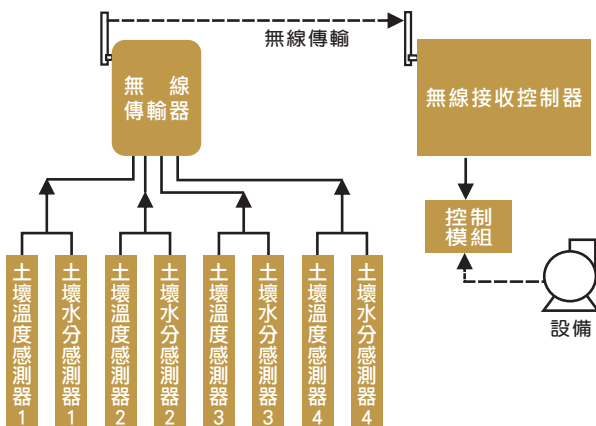 無線傳輸
無線
傳輸器
無線接收控制器
控制
模組
設備
土壤溫度感測器1
土壤水分感測器1
土壤溫度感測器2
土壤水分感測器2
土壤溫度感測器3
土壤水分感測器3
土壤溫度感測器4
土壤水分感測器4